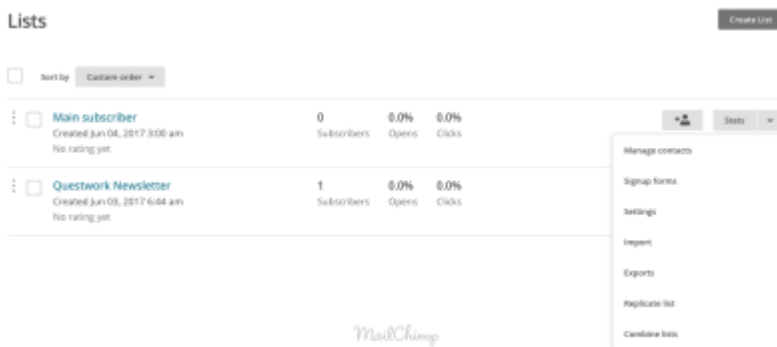 Lists
Create List
Sort by Custom order
Main subscriber 0 0.0% 0.0% Stats
Created Jun 04, 2017 3:00 am Subscribers Opens Clicks
No rating yet
Manage contacts
Signup forms
Questwork Newsletter 1 0.0% 0.0%
Created Jun 03, 2017 6:44 am Subscribers Opens Clicks
No rating yet
Settings
Import
Exports
Replicate list
Combine lists
MailChimp